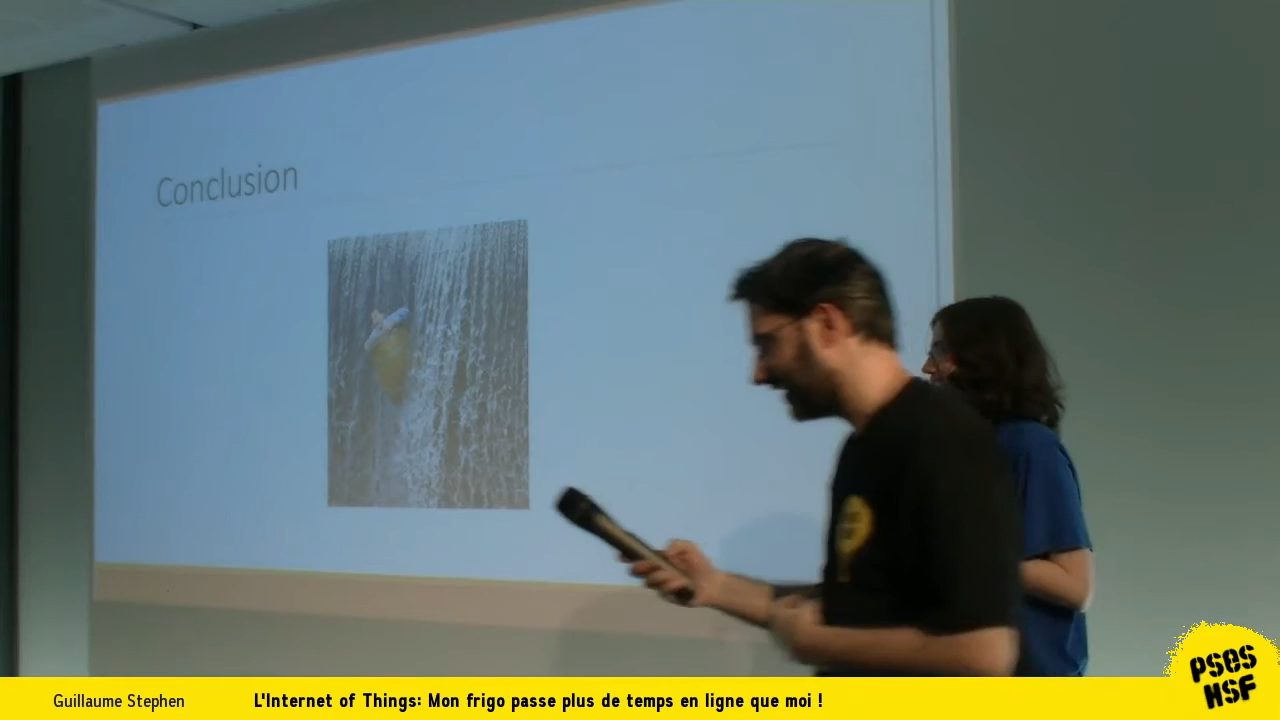 Conclusion
Guillaume Stephen
L'Internet of Things: Mon frigo passe plus de temps en ligne que moi !
PSES
HSF